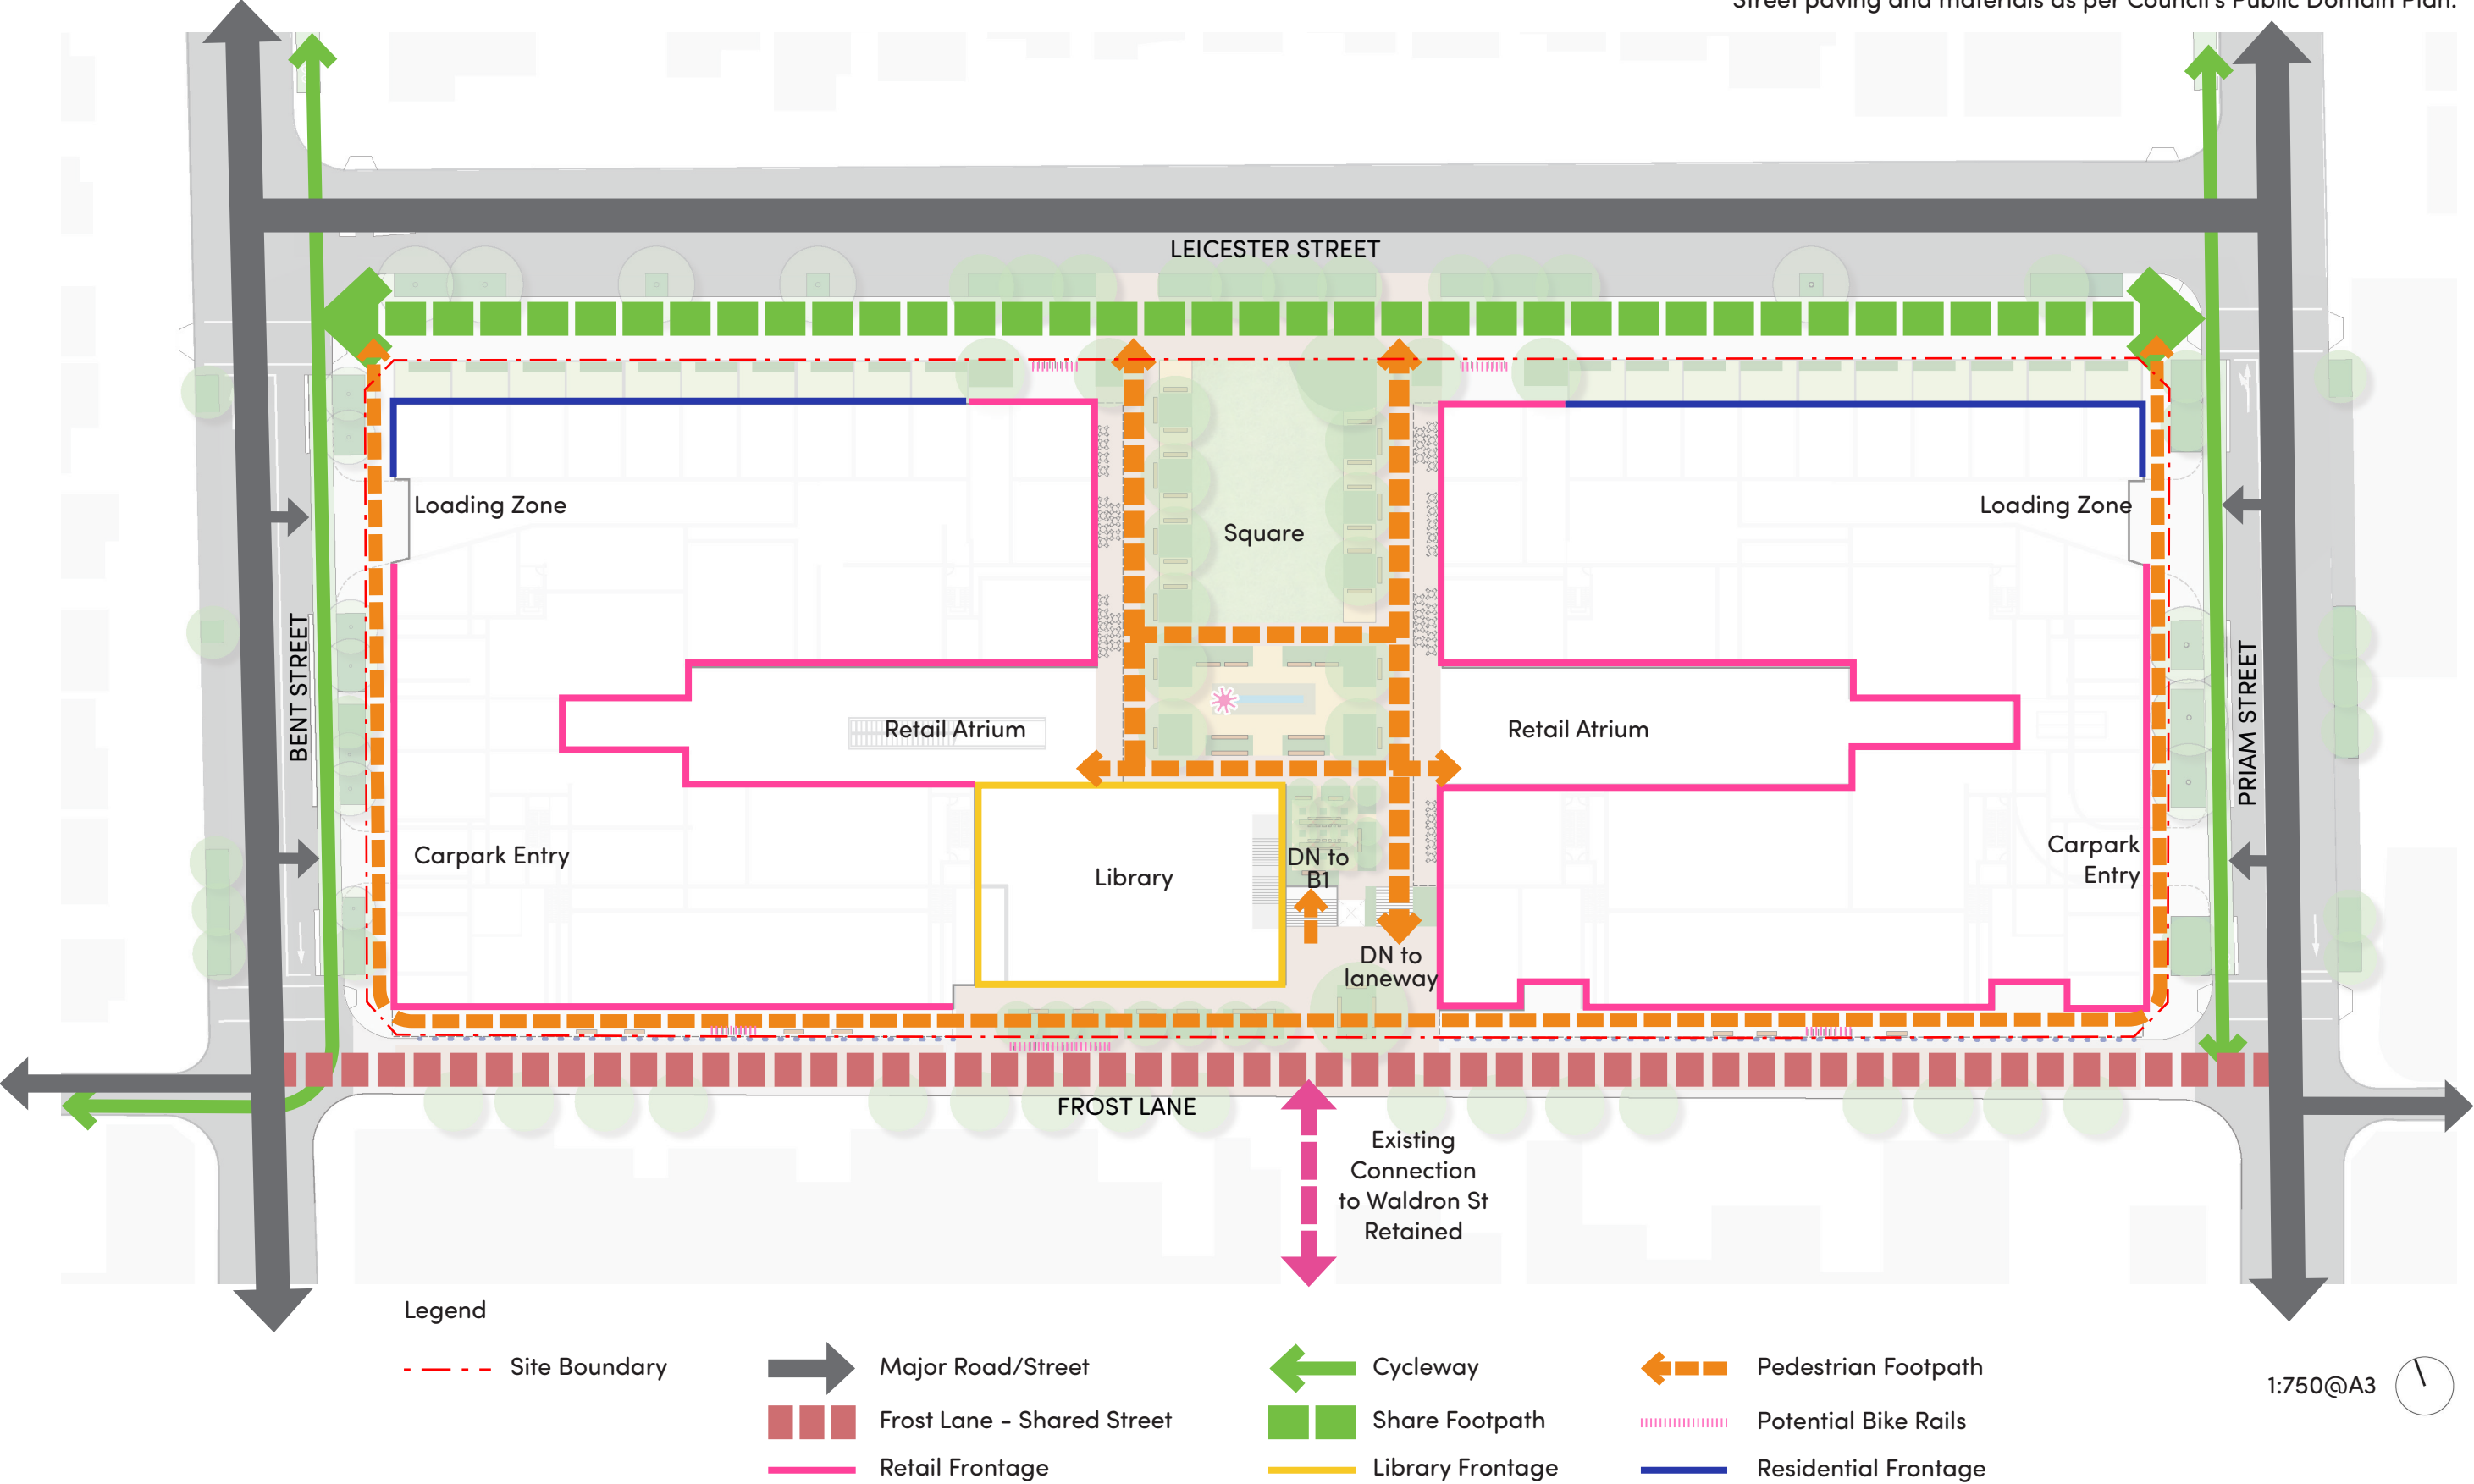 Street paving and materials as per Council's Public Domain Plan.
LEICESTER STREET
Loading Zone
Loading Zone
Square
BENT STREET
PRIAM STREET
Retail Atrium
Retail Atrium
Carpark Entry
Carpark
Entry
Library
DN to
B1
DN to
laneway
FROST LANE
Existing
Connection
to Waldron St
Retained
Legend
Site Boundary
Major Road/Street
Cycleway
Pedestrian Footpath
1:750@A3
Frost Lane - Shared Street
Share Footpath
Potential Bike Rails
Retail Frontage
Library Frontage
Residential Frontage